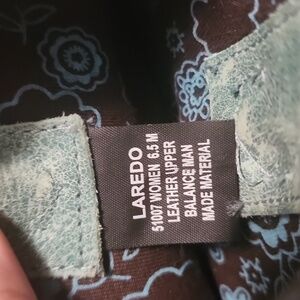 LAREDO
51007 WOMEN 6.5 M
LEATHER UPPER
BALANCE MAN
MADE MATERIAL